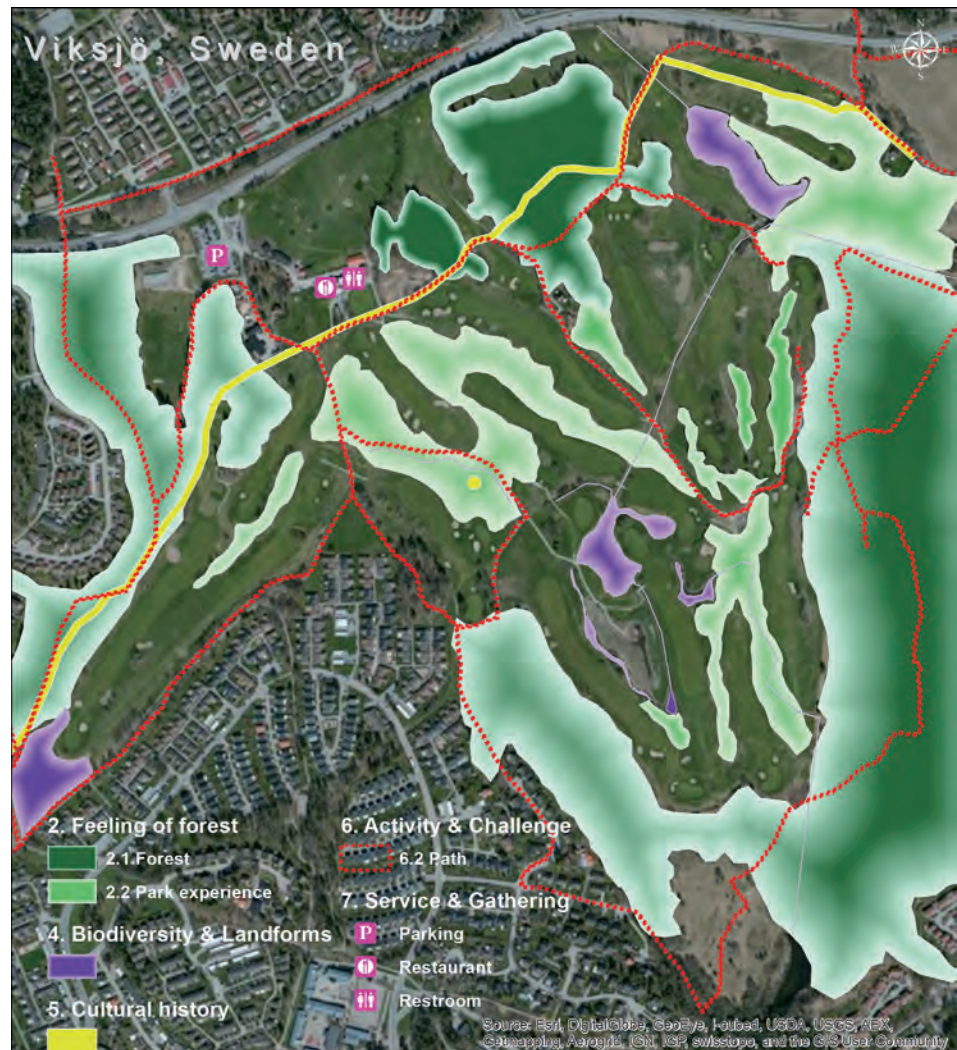 Viksjö, Sweden
N
W E
S
P
2. Feeling of forest
2.1.Forest
2.2 Park experience
4. Biodiversity & Landforms
5. Cultural history
6. Activity & Challenge
6.2 Path
7. Service & Gathering
P Parking
Restaurant
Restroom
Source: Esri, DigitalGlobe, GeoEye, i-cubed, USDA, USGS, AEX,
Getmapping, Aerogrid, IGN, IGP, swisstopo, and the GIS User Community